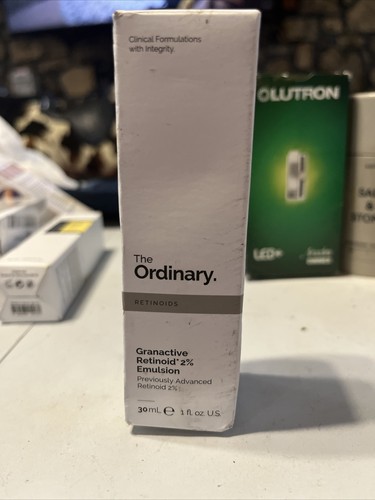 Clinical Formulations
with Integrity.
The
Ordinary.
RETINOIDS
Granactive
Retinoid* 2%
Emulsion
Previously Advanced
Retinoid 2%
30 mL ℮ 1 fl. oz. U.S.
LUTRON
LED+